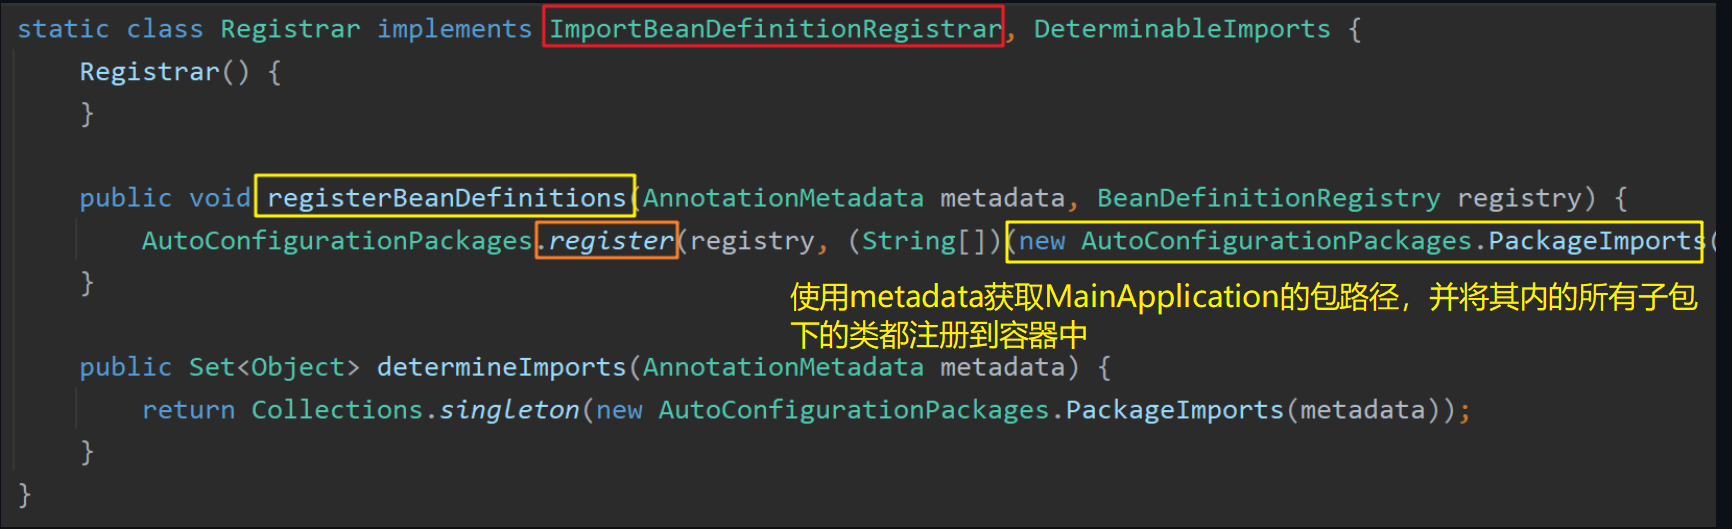 static class Registrar implements ImportBeanDefinitionRegistrar, DeterminableImports {
Registrar() {
}
public void registerBeanDefinitions(AnnotationMetadata metadata, BeanDefinitionRegistry registry) {
AutoConfigurationPackages.register(registry, (String[])(new AutoConfigurationPackages.PackageImports(
}
使用metadata获取MainApplication的包路径，并将其内的所有子包
下的类都注册到容器中
public Set<Object> determineImports(AnnotationMetadata metadata) {
return Collections.singleton(new AutoConfigurationPackages.PackageImports(metadata));
}
}